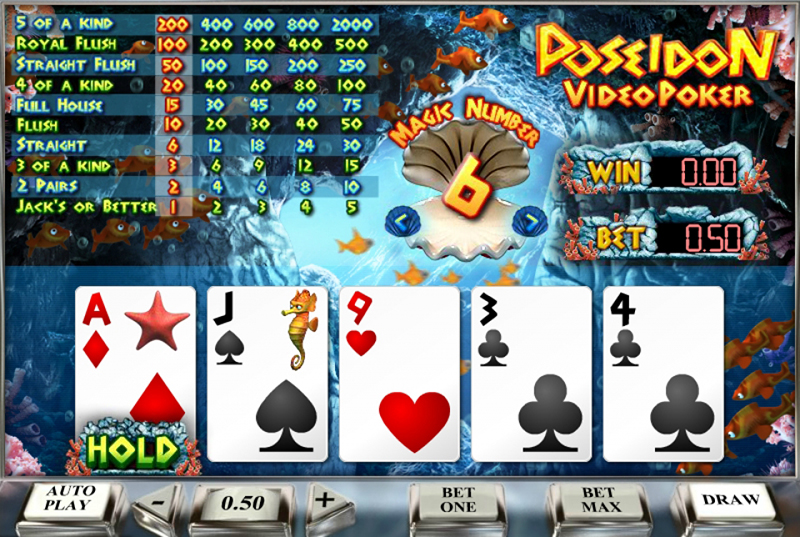 5 of a kind 200 400 600 800 2000
Royal Flush 100 200 300 400 500
Straight Flush 50 100 150 200 250
4 of a kind 20 40 60 80 100
Full House 15 30 45 60 75
Flush 10 20 30 40 50
Straight 6 12 18 24 30
3 of a kind 3 6 9 12 15
2 Pairs 2 4 6 8 10
Jack's or Better 1 2 3 4 5
Poseidon
Video Poker
Magic Number
6
< >
WIN 0.00
BET 0.50
A J 9 3 4
HOLD
AUTO PLAY
- 0.50 +
BET ONE
BET MAX
DRAW